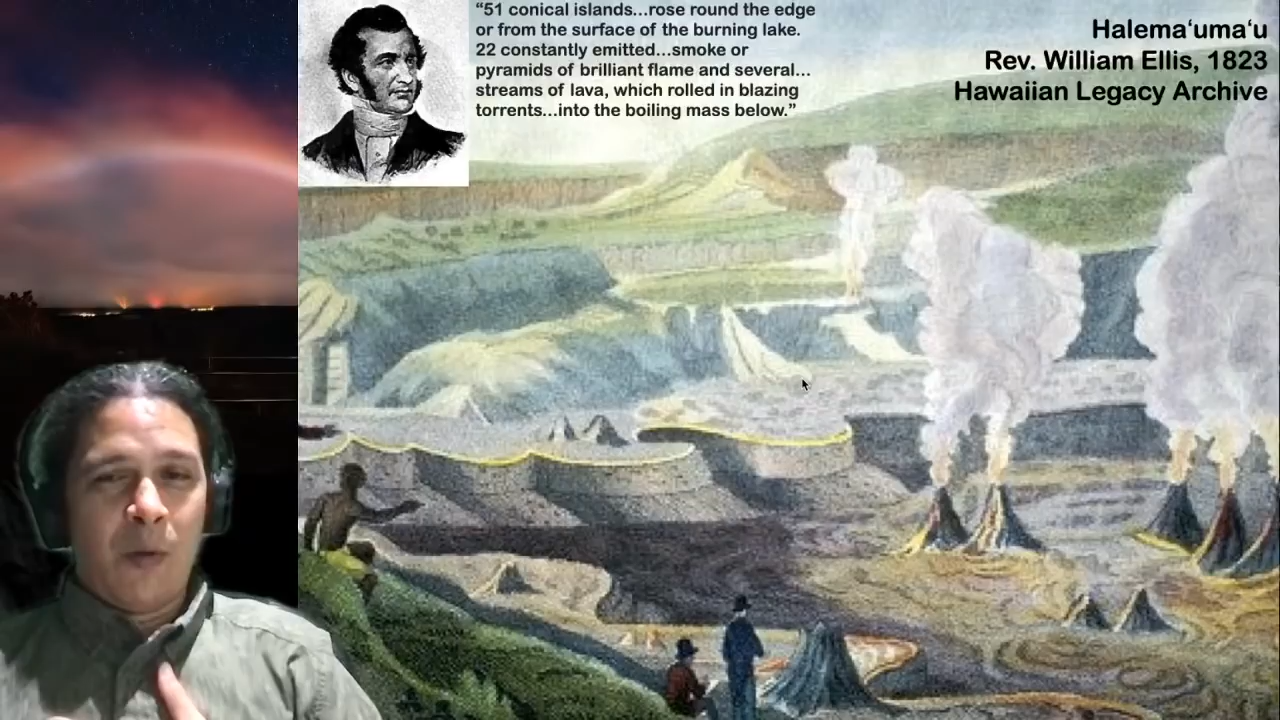 “51 conical islands...rose round the edge
or from the surface of the burning lake.
22 constantly emitted...smoke or
pyramids of brilliant flame and several...
streams of lava, which rolled in blazing
torrents...into the boiling mass below.”
Halemaʻumaʻu
Rev. William Ellis, 1823
Hawaiian Legacy Archive